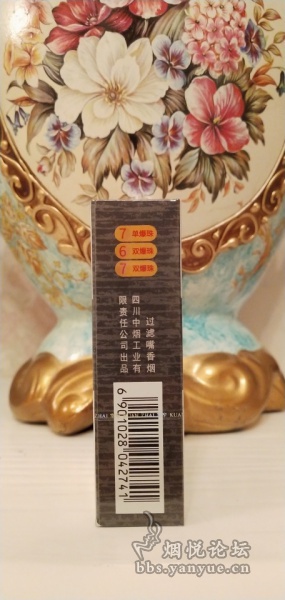 7 单爆珠
6 双爆珠
7 双爆珠
过滤嘴香烟
四川中烟工业有
限责任公司出品
6 901028 042741
烟悦论坛
bbs.yanyue.cn